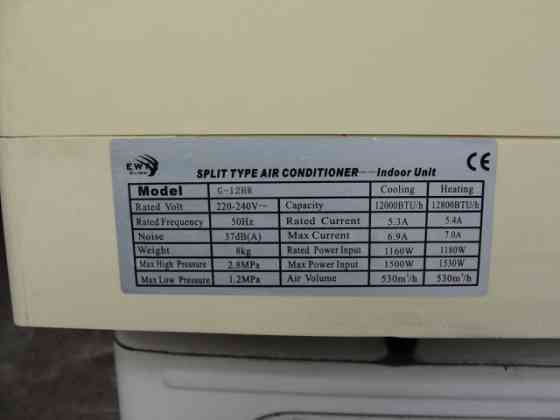 EWT
SPLIT TYPE AIR CONDITIONER---Indoor Unit CE
Model G-12HR Cooling Heating
Rated Volt 220-240V~ Capacity 12000BTU/h 12800BTU/h
Rated Frequency 50Hz Rated Current 5.3A 5.4A
Noise 37dB(A) Max Current 6.9A 7.0A
Weight 8kg Rated Power Input 1160W 1180W
Max High Pressure 2.8MPa Max Power Input 1500W 1530W
Max Low Pressure 1.2MPa Air Volume 530m³/h 530m³/h